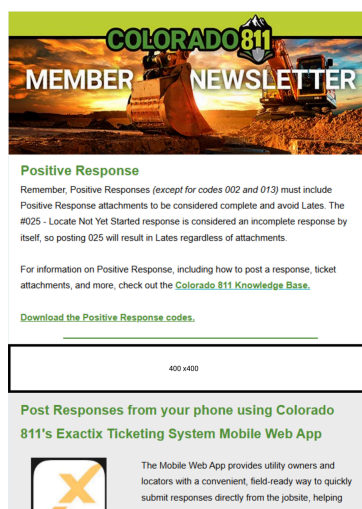 COLORADO 811
MEMBER NEWSLETTER
Positive Response
Remember, Positive Responses (except for codes 002 and 013) must include
Positive Response attachments to be considered complete and avoid Lates. The
#025 - Locate Not Yet Started response is considered an incomplete response by
itself, so posting 025 will result in Lates regardless of attachments.
For information on Positive Response, including how to post a response, ticket
attachments, and more, check out the Colorado 811 Knowledge Base.
Download the Positive Response codes.
400 x400
Post Responses from your phone using Colorado
811's Exactix Ticketing System Mobile Web App
The Mobile Web App provides utility owners and
locators with a convenient, field-ready way to quickly
submit responses directly from the jobsite, helping